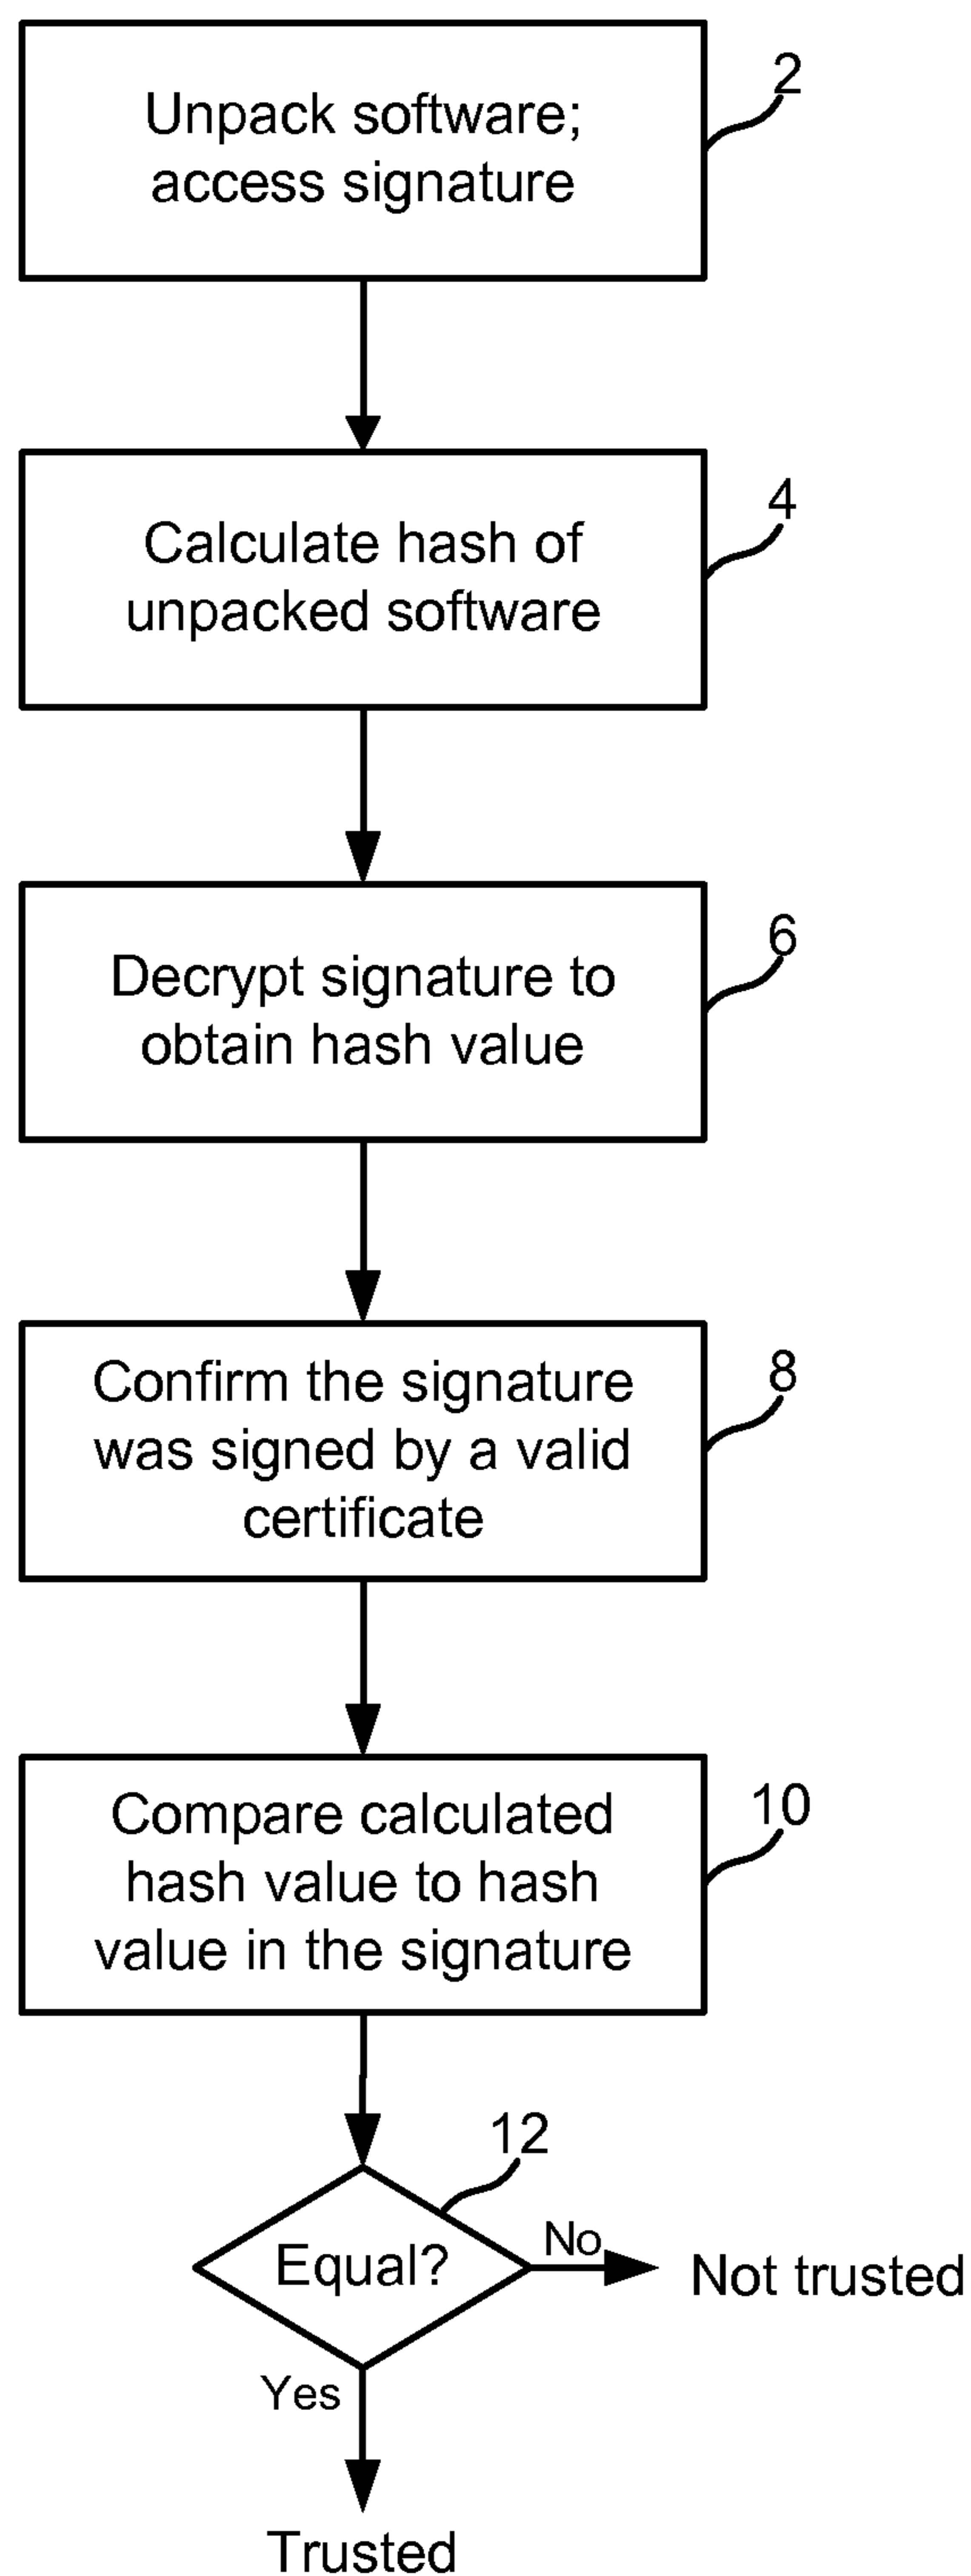 Unpack software;
access signature
2
Calculate hash of
unpacked software
4
Decrypt signature to
obtain hash value
6
Confirm the signature
was signed by a valid
certificate
8
Compare calculated
hash value to hash
value in the signature
10
12
Equal?
No
Not trusted
Yes
Trusted